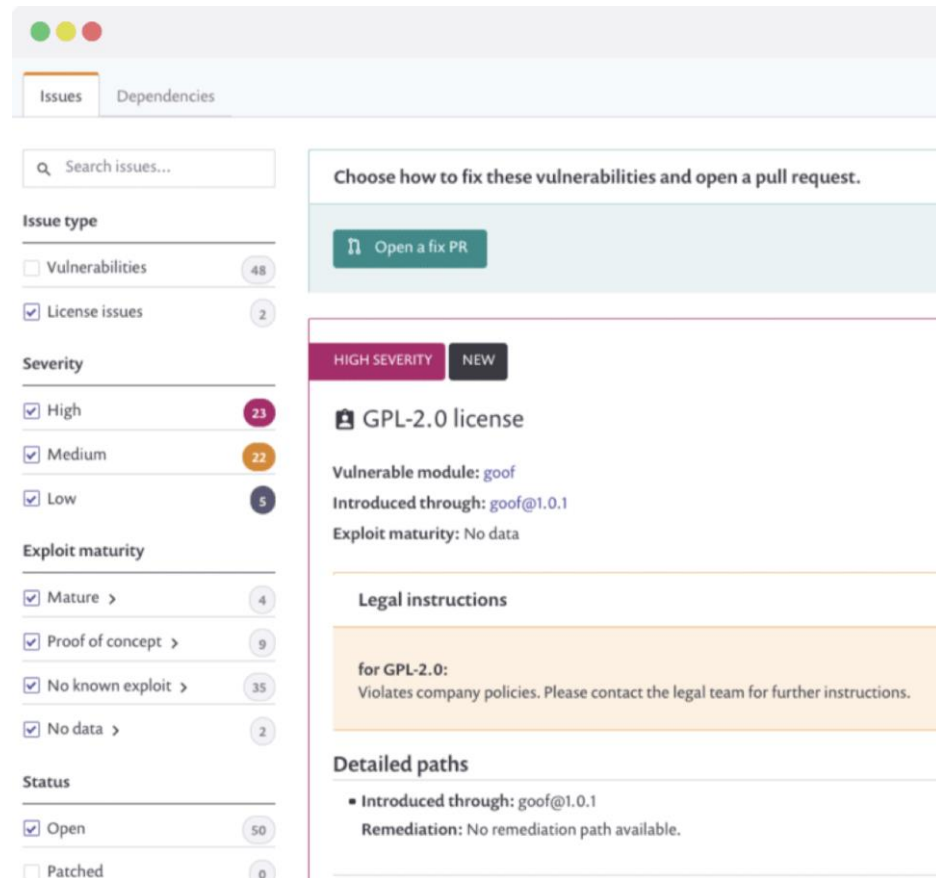 Issues
Dependencies
Search issues...
Issue type
Vulnerabilities 48
License issues 2
Severity
High 23
Medium 22
Low 5
Exploit maturity
Mature > 4
Proof of concept > 9
No known exploit > 35
No data > 2
Status
Open 50
Patched 0
Choose how to fix these vulnerabilities and open a pull request.
Open a fix PR
HIGH SEVERITY
NEW
GPL-2.0 license
Vulnerable module: goof
Introduced through: goof@1.0.1
Exploit maturity: No data
Legal instructions
for GPL-2.0:
Violates company policies. Please contact the legal team for further instructions.
Detailed paths
▪ Introduced through: goof@1.0.1
Remediation: No remediation path available.